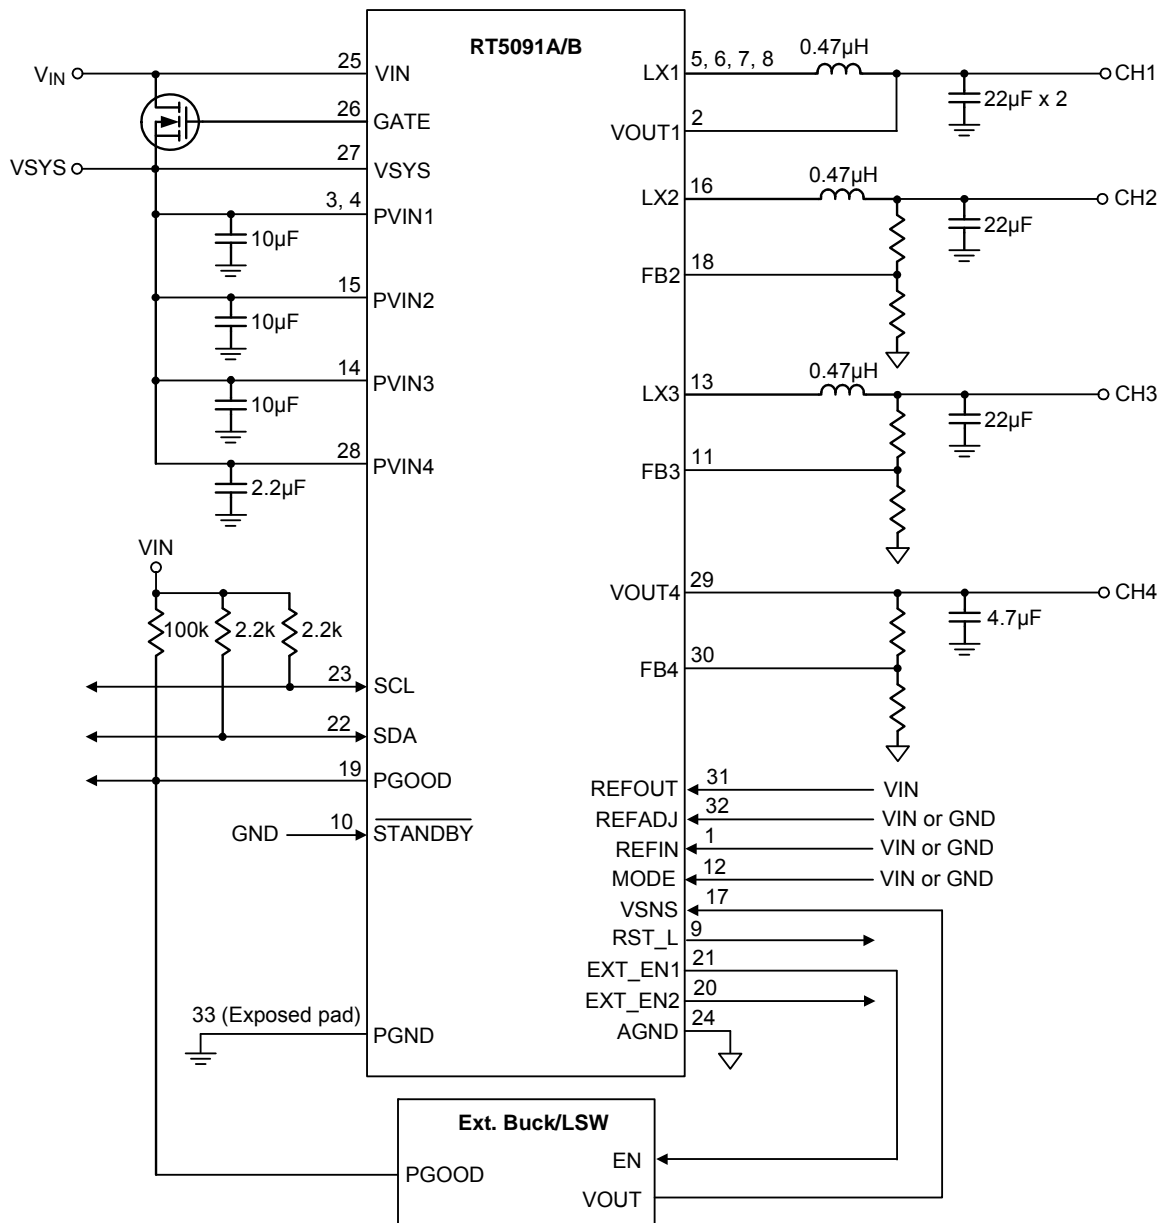 RT5091A/B
VIN
25
VIN
26
GATE
VSYS
27
VSYS
3, 4
PVIN1
10µF
15
PVIN2
10µF
14
PVIN3
10µF
28
PVIN4
2.2µF
VIN
100k
2.2k
2.2k
23
SCL
22
SDA
19
PGOOD
GND
10
STANDBY
33 (Exposed pad)
PGND
LX1
5, 6, 7, 8
0.47µH
CH1
22µF x 2
VOUT1
2
LX2
16
0.47µH
CH2
22µF
FB2
18
LX3
13
0.47µH
CH3
22µF
FB3
11
VOUT4
29
CH4
4.7µF
FB4
30
REFOUT
31
VIN
REFADJ
32
VIN or GND
REFIN
1
VIN or GND
MODE
12
VIN or GND
VSNS
17
RST_L
9
EXT_EN1
21
EXT_EN2
20
AGND
24
Ext. Buck/LSW
PGOOD
EN
VOUT